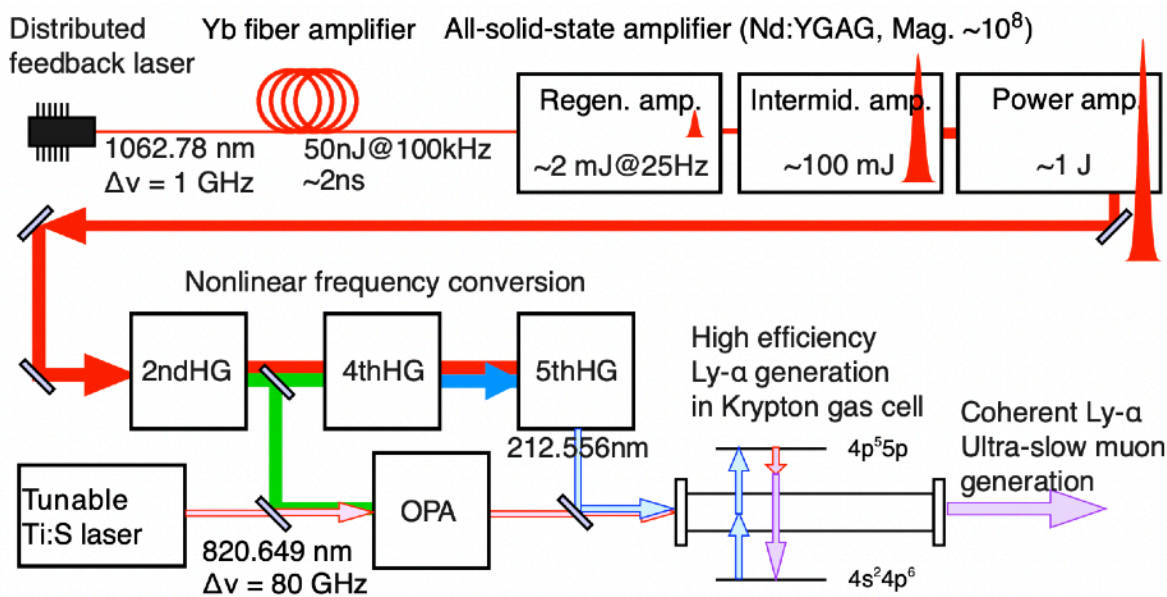 Distributed
feedback laser
Yb fiber amplifier
All-solid-state amplifier (Nd:YGAG, Mag. ~10⁸)
1062.78 nm
Δν = 1 GHz
50nJ@100kHz
~2ns
Regen. amp.
~2 mJ@25Hz
Intermid. amp.
~100 mJ
Power amp.
~1 J
Nonlinear frequency conversion
2ndHG
4thHG
5thHG
212.556nm
High efficiency
Ly-α generation
in Krypton gas cell
4p⁵5p
4s²4p⁶
Coherent Ly-α
Ultra-slow muon
generation
Tunable
Ti:S laser
820.649 nm
Δν = 80 GHz
OPA